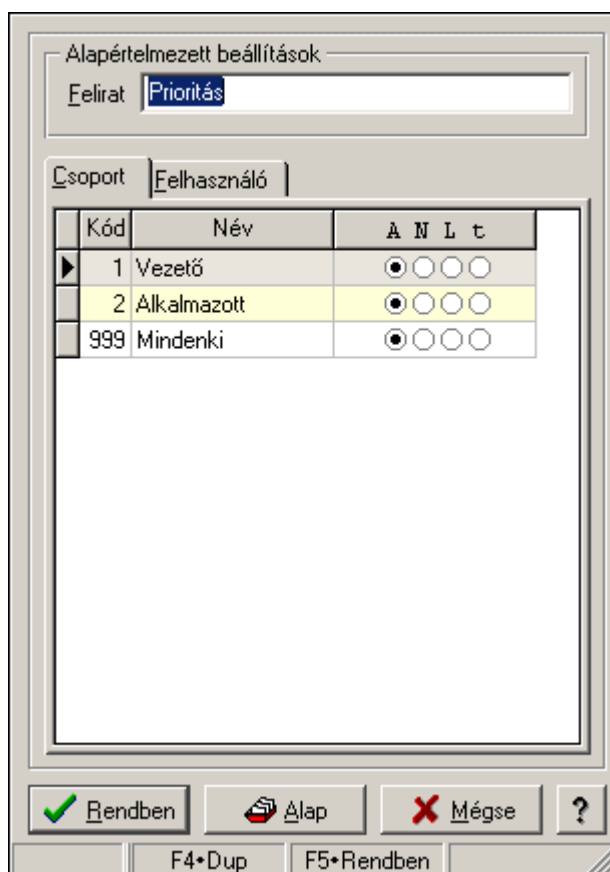 Alapértelmezett beállítások
Felirat Prioritás
Csoport Felhasználó
Kód Név A N L t
1 Vezető
2 Alkalmazott
999 Mindenki
Rendben Alap Mégse ?
F4•Dup F5•Rendben